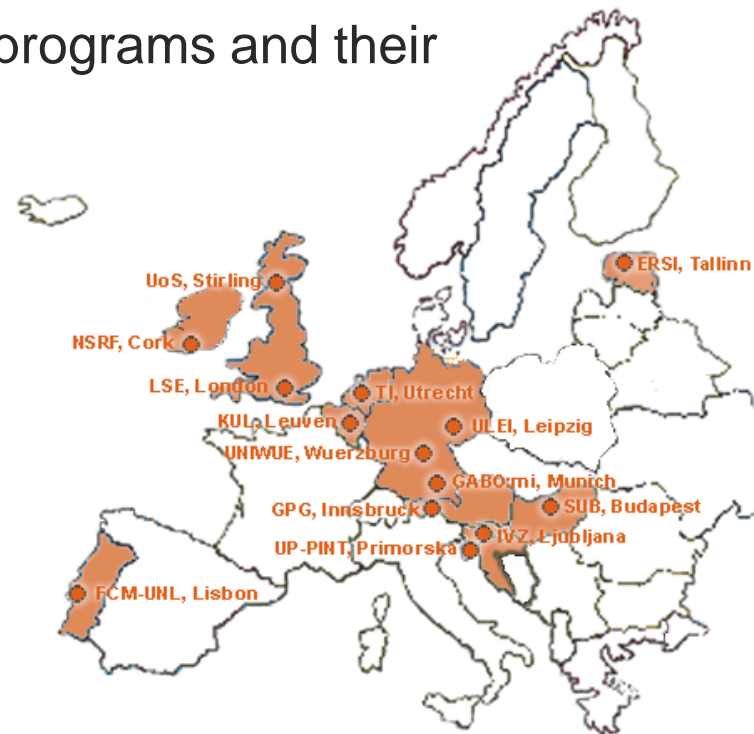 programs and their
ERSI, Tallinn
UoS, Stirling
NSRF, Cork
LSE, London
TI, Utrecht
KUL, Leuven
ULEI, Leipzig
UNIWUE, Wuerzburg
GABO:mi, Munich
GPG, Innsbruck
SUB, Budapest
IVZ, Ljubljana
UP-PINT, Primorska
FCM-UNL, Lisbon